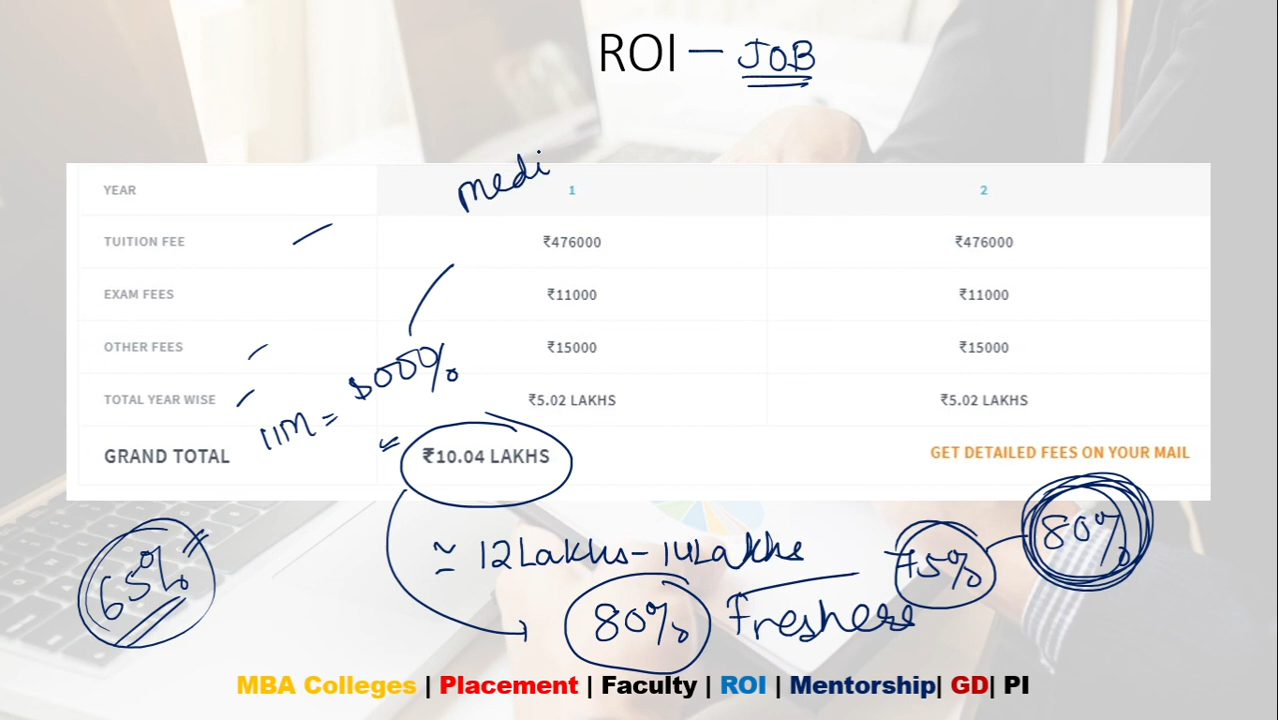 ROI – JOB
medi
YEAR 1 2
TUITION FEE ₹476000 ₹476000
EXAM FEES ₹11000 ₹11000
OTHER FEES ₹15000 ₹15000
TOTAL YEAR WISE ₹5.02 LAKHS ₹5.02 LAKHS
IIM =
GRAND TOTAL ₹10.04 LAKHS GET DETAILED FEES ON YOUR MAIL
65% ≃ 12 Lakhs – 14 Lakhs 75% 80%
80% Freshers
MBA Colleges | Placement | Faculty | ROI | Mentorship| GD| PI